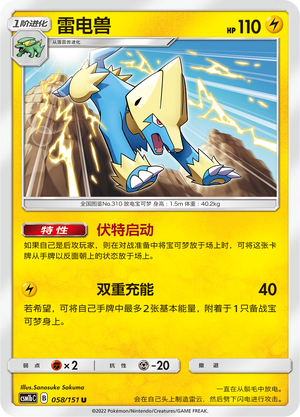 1阶进化
雷电兽
HP 110
从落雷兽进化
全国图鉴No.310 放电宝可梦 身高：1.5m 体重：40.2kg
特性 伏特启动
如果自己是后攻玩家，则在对战准备中将宝可梦放于场上时，可将这张
卡牌从手牌以反面朝上的状态放于场上。
双重充能 40
若希望，可将自己手牌中最多2张基本能量，附着于1只备战宝
可梦身上。
弱点 ×2 抗性 -20 撤退
Illus.Sanosuke Sakuma
CSM1b C B 058/151 U
一直在从鬃毛中放电。
会在自己头上制造雷云，然后劈下闪电进行攻击。
©2022 Pokémon/Nintendo/Creatures/GAME FREAK.